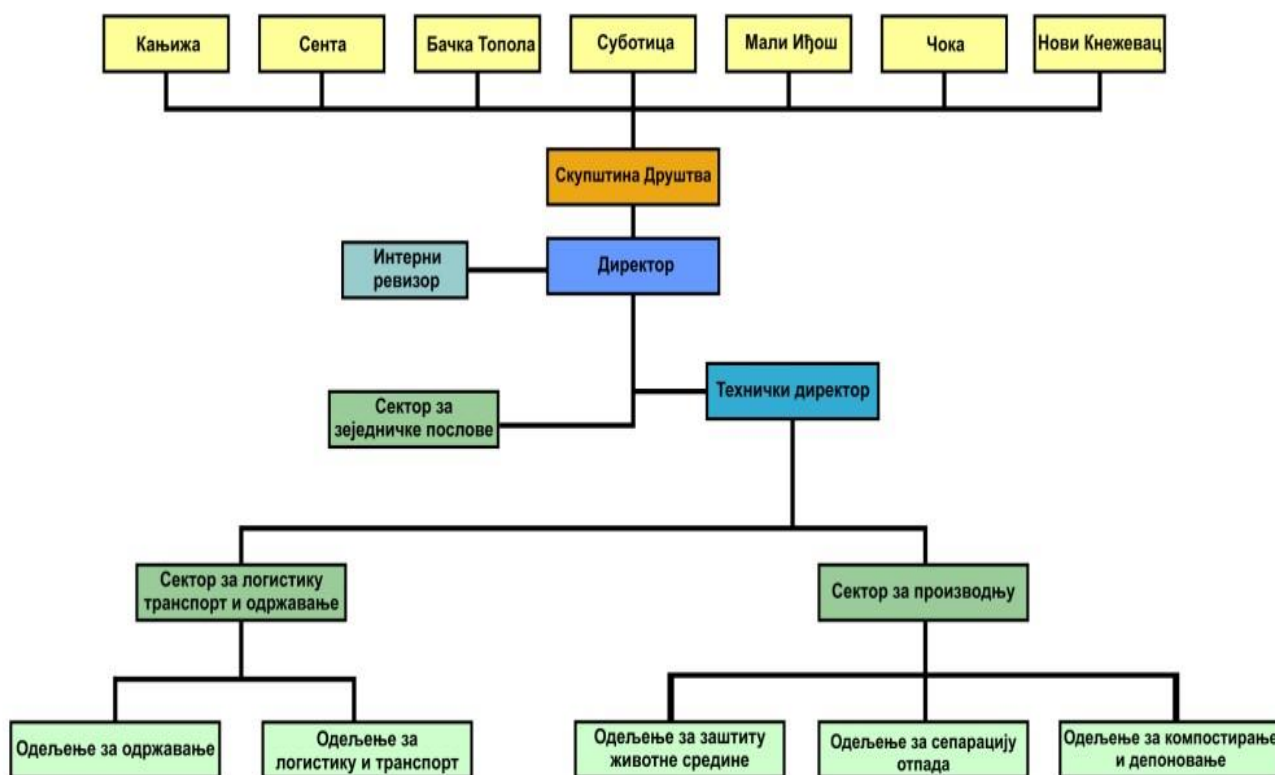 Кањижа
Сента
Бачка Топола
Суботица
Мали Иђош
Чока
Нови Кнежевац
Скупштина Друштва
Интерни
ревизор
Директор
Технички директор
Сектор за
зеједничке послове
Сектор за логистику
транспорт и одржавање
Сектор за производњу
Одељење за одржавање
Одељење за
логистику и транспорт
Одељење за заштиту
животне средине
Одељење за сепарацију
отпада
Одељење за компостирање
и депоновање